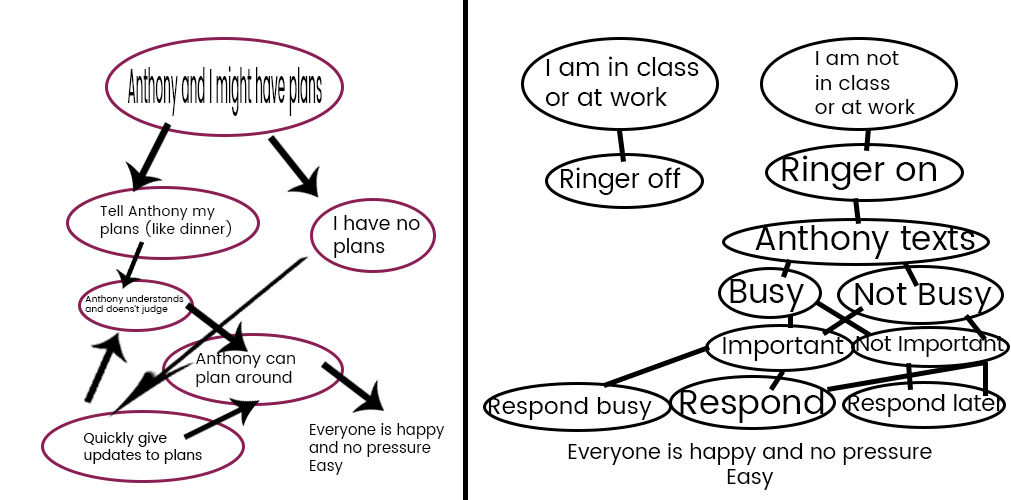 Anthony and I might have plans
Tell Anthony my
plans (like dinner)
I have no
plans
Anthony understands
and doens't judge
Anthony can
plan around
Quickly give
updates to plans
Everyone is happy
and no pressure
Easy
I am in class
or at work
I am not
in class
or at work
Ringer off
Ringer on
Anthony texts
Busy
Not Busy
Important
Not Important
Respond busy
Respond
Respond later
Everyone is happy and no pressure
Easy